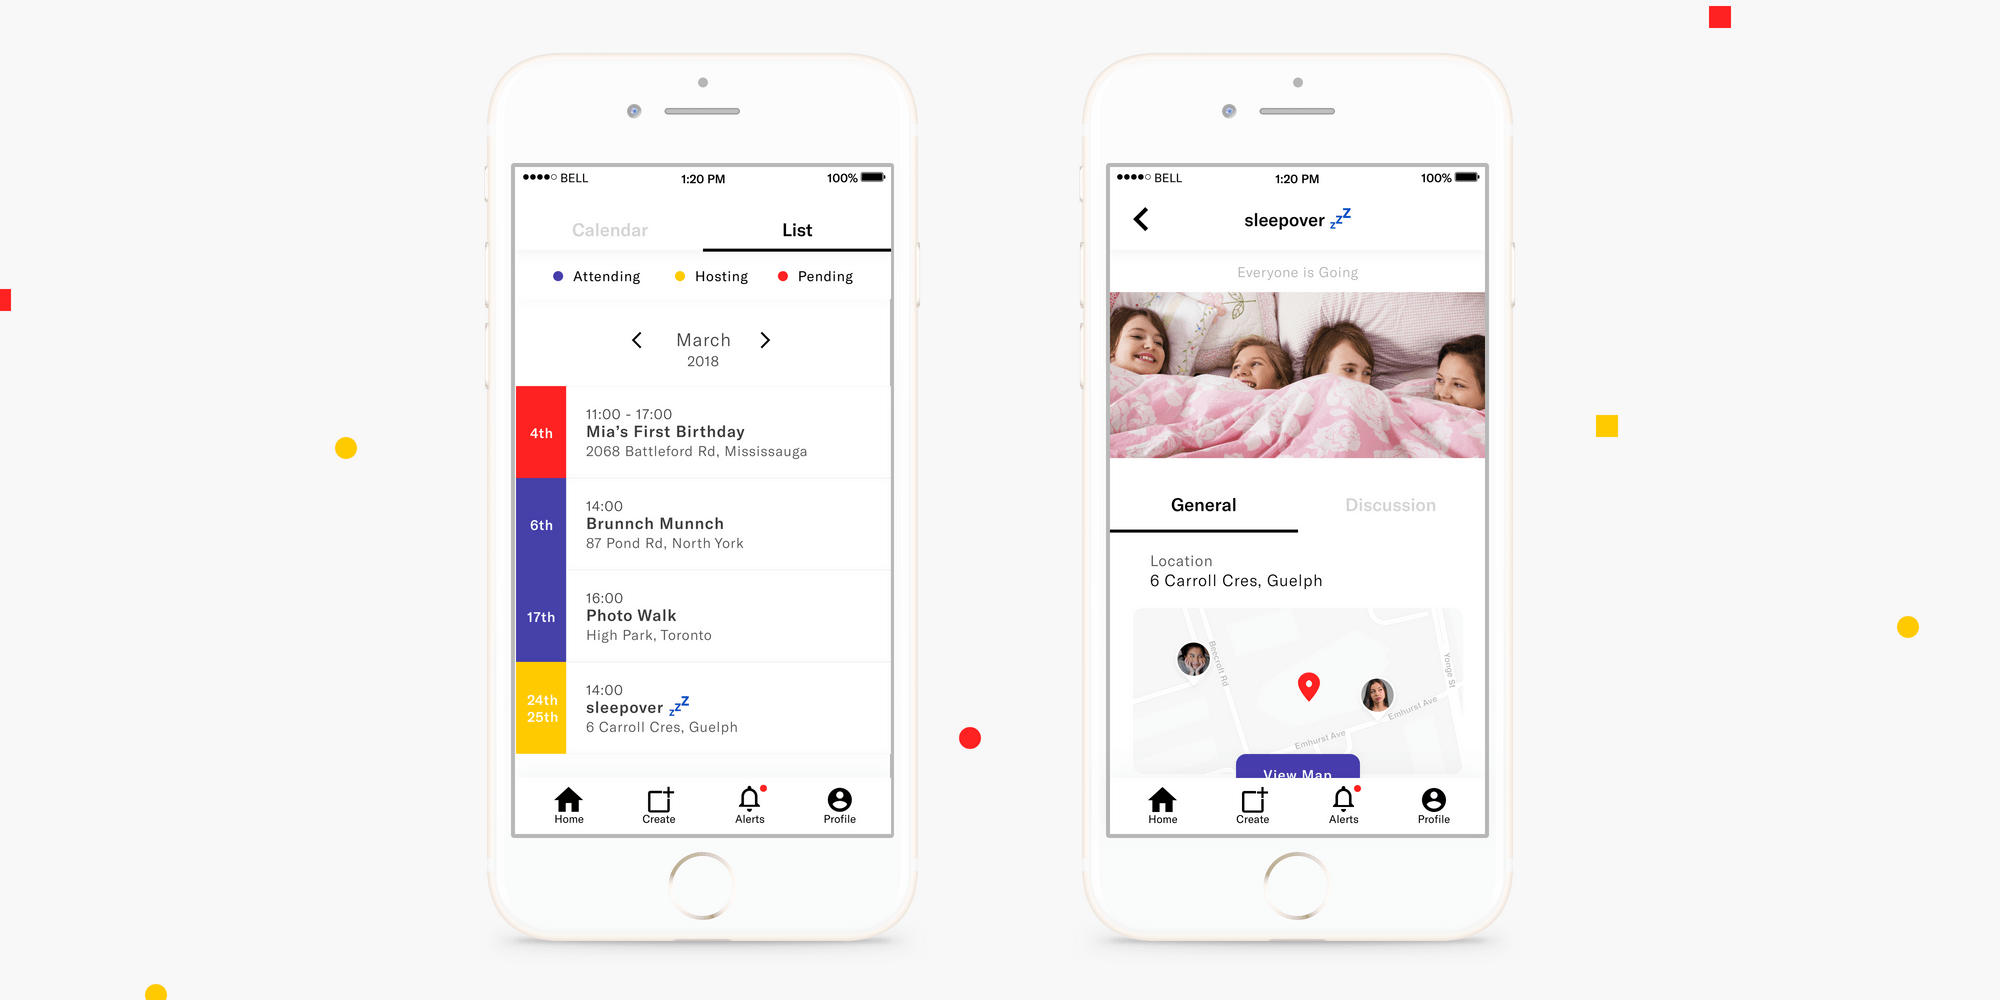 BELL
1:20 PM
100%
Calendar
List
Attending
Hosting
Pending
March
2018
4th
11:00 - 17:00
Mia's First Birthday
2068 Battleford Rd, Mississauga
6th
14:00
Brunnch Munnch
87 Pond Rd, North York
17th
16:00
Photo Walk
High Park, Toronto
24th
25th
14:00
sleepover zzZ
6 Carroll Cres, Guelph
Home
Create
Alerts
Profile
BELL
1:20 PM
100%
sleepover zzZ
Everyone is Going
General
Discussion
Location
6 Carroll Cres, Guelph
Beecroft Rd
Yonge St
Emhurst Ave
Emhurst Ave
View Map
Home
Create
Alerts
Profile